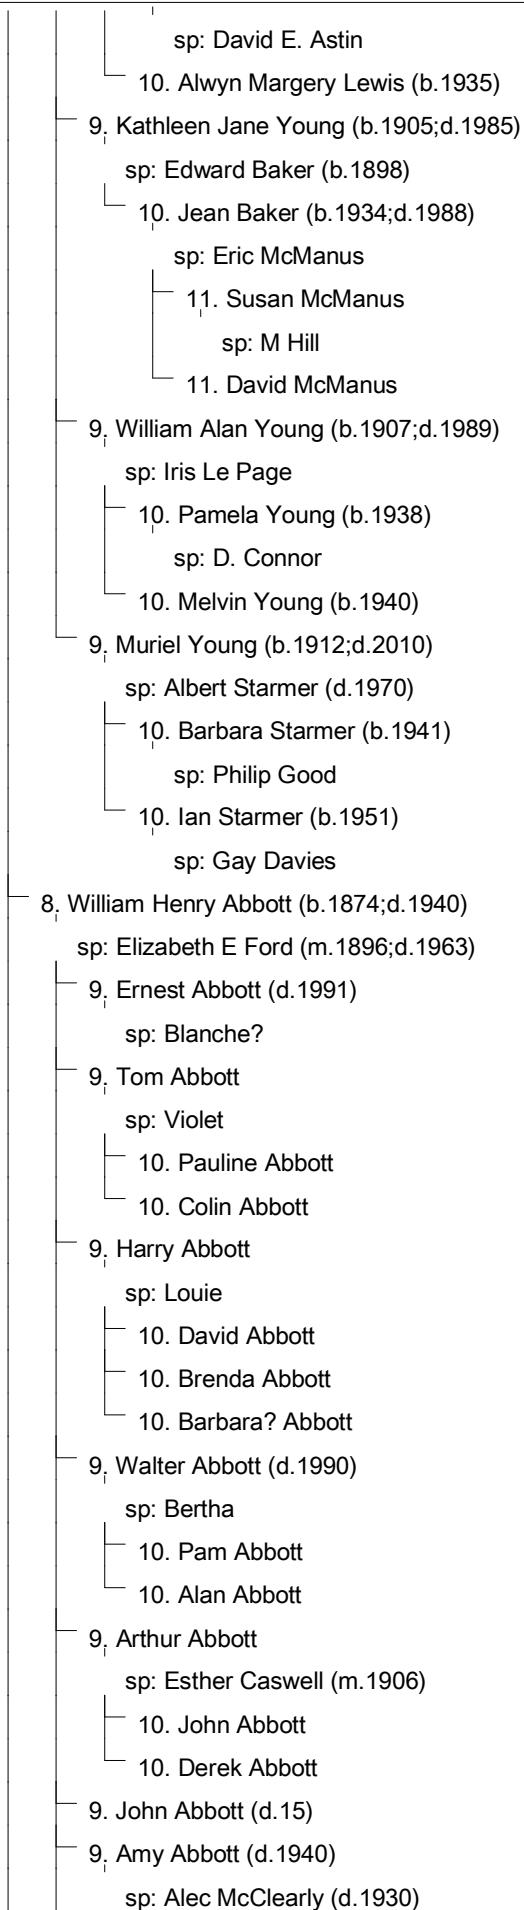 sp: David E. Astin
10. Alwyn Margery Lewis (b.1935)
9. Kathleen Jane Young (b.1905;d.1985)
sp: Edward Baker (b.1898)
10. Jean Baker (b.1934;d.1988)
sp: Eric McManus
11. Susan McManus
sp: M Hill
11. David McManus
9. William Alan Young (b.1907;d.1989)
sp: Iris Le Page
10. Pamela Young (b.1938)
sp: D. Connor
10. Melvin Young (b.1940)
9. Muriel Young (b.1912;d.2010)
sp: Albert Starmer (d.1970)
10. Barbara Starmer (b.1941)
sp: Philip Good
10. Ian Starmer (b.1951)
sp: Gay Davies
8. William Henry Abbott (b.1874;d.1940)
sp: Elizabeth E Ford (m.1896;d.1963)
9. Ernest Abbott (d.1991)
sp: Blanche?
9. Tom Abbott
sp: Violet
10. Pauline Abbott
10. Colin Abbott
9. Harry Abbott
sp: Louie
10. David Abbott
10. Brenda Abbott
10. Barbara? Abbott
9. Walter Abbott (d.1990)
sp: Bertha
10. Pam Abbott
10. Alan Abbott
9. Arthur Abbott
sp: Esther Caswell (m.1906)
10. John Abbott
10. Derek Abbott
9. John Abbott (d.15)
9. Amy Abbott (d.1940)
sp: Alec McClearly (d.1930)